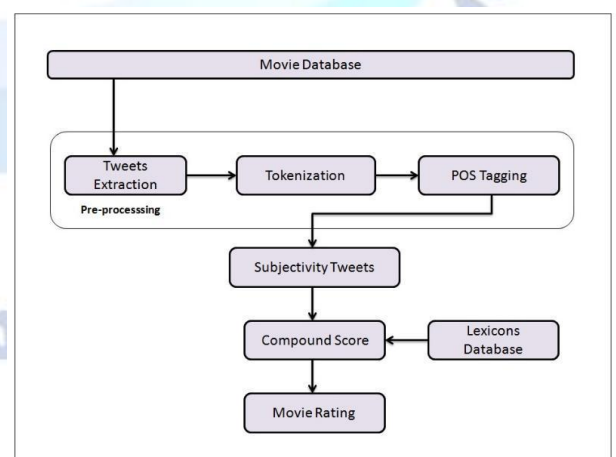 Movie Database
Tweets
Extraction
Tokenization
POS Tagging
Pre-processsing
Subjectivity Tweets
Compound Score
Lexicons
Database
Movie Rating